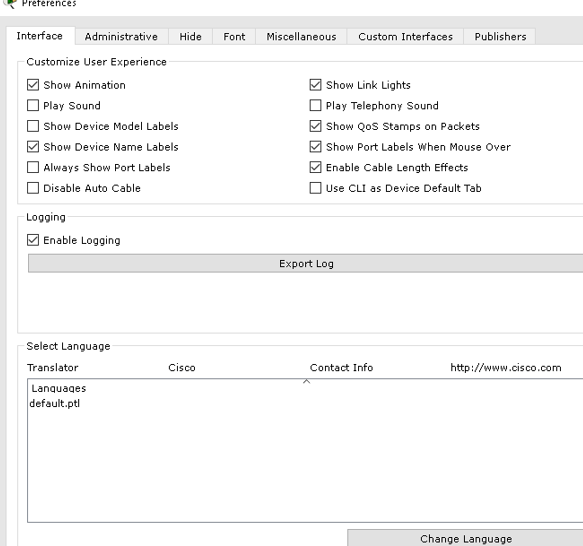 Preferences
Interface Administrative Hide Font Miscellaneous Custom Interfaces Publishers
Customize User Experience
Show Animation Show Link Lights
Play Sound Play Telephony Sound
Show Device Model Labels Show QoS Stamps on Packets
Show Device Name Labels Show Port Labels When Mouse Over
Always Show Port Labels Enable Cable Length Effects
Disable Auto Cable Use CLI as Device Default Tab
Logging
Enable Logging
Export Log
Select Language
Translator Cisco Contact Info http://www.cisco.com
Languages
default.ptl
Change Language